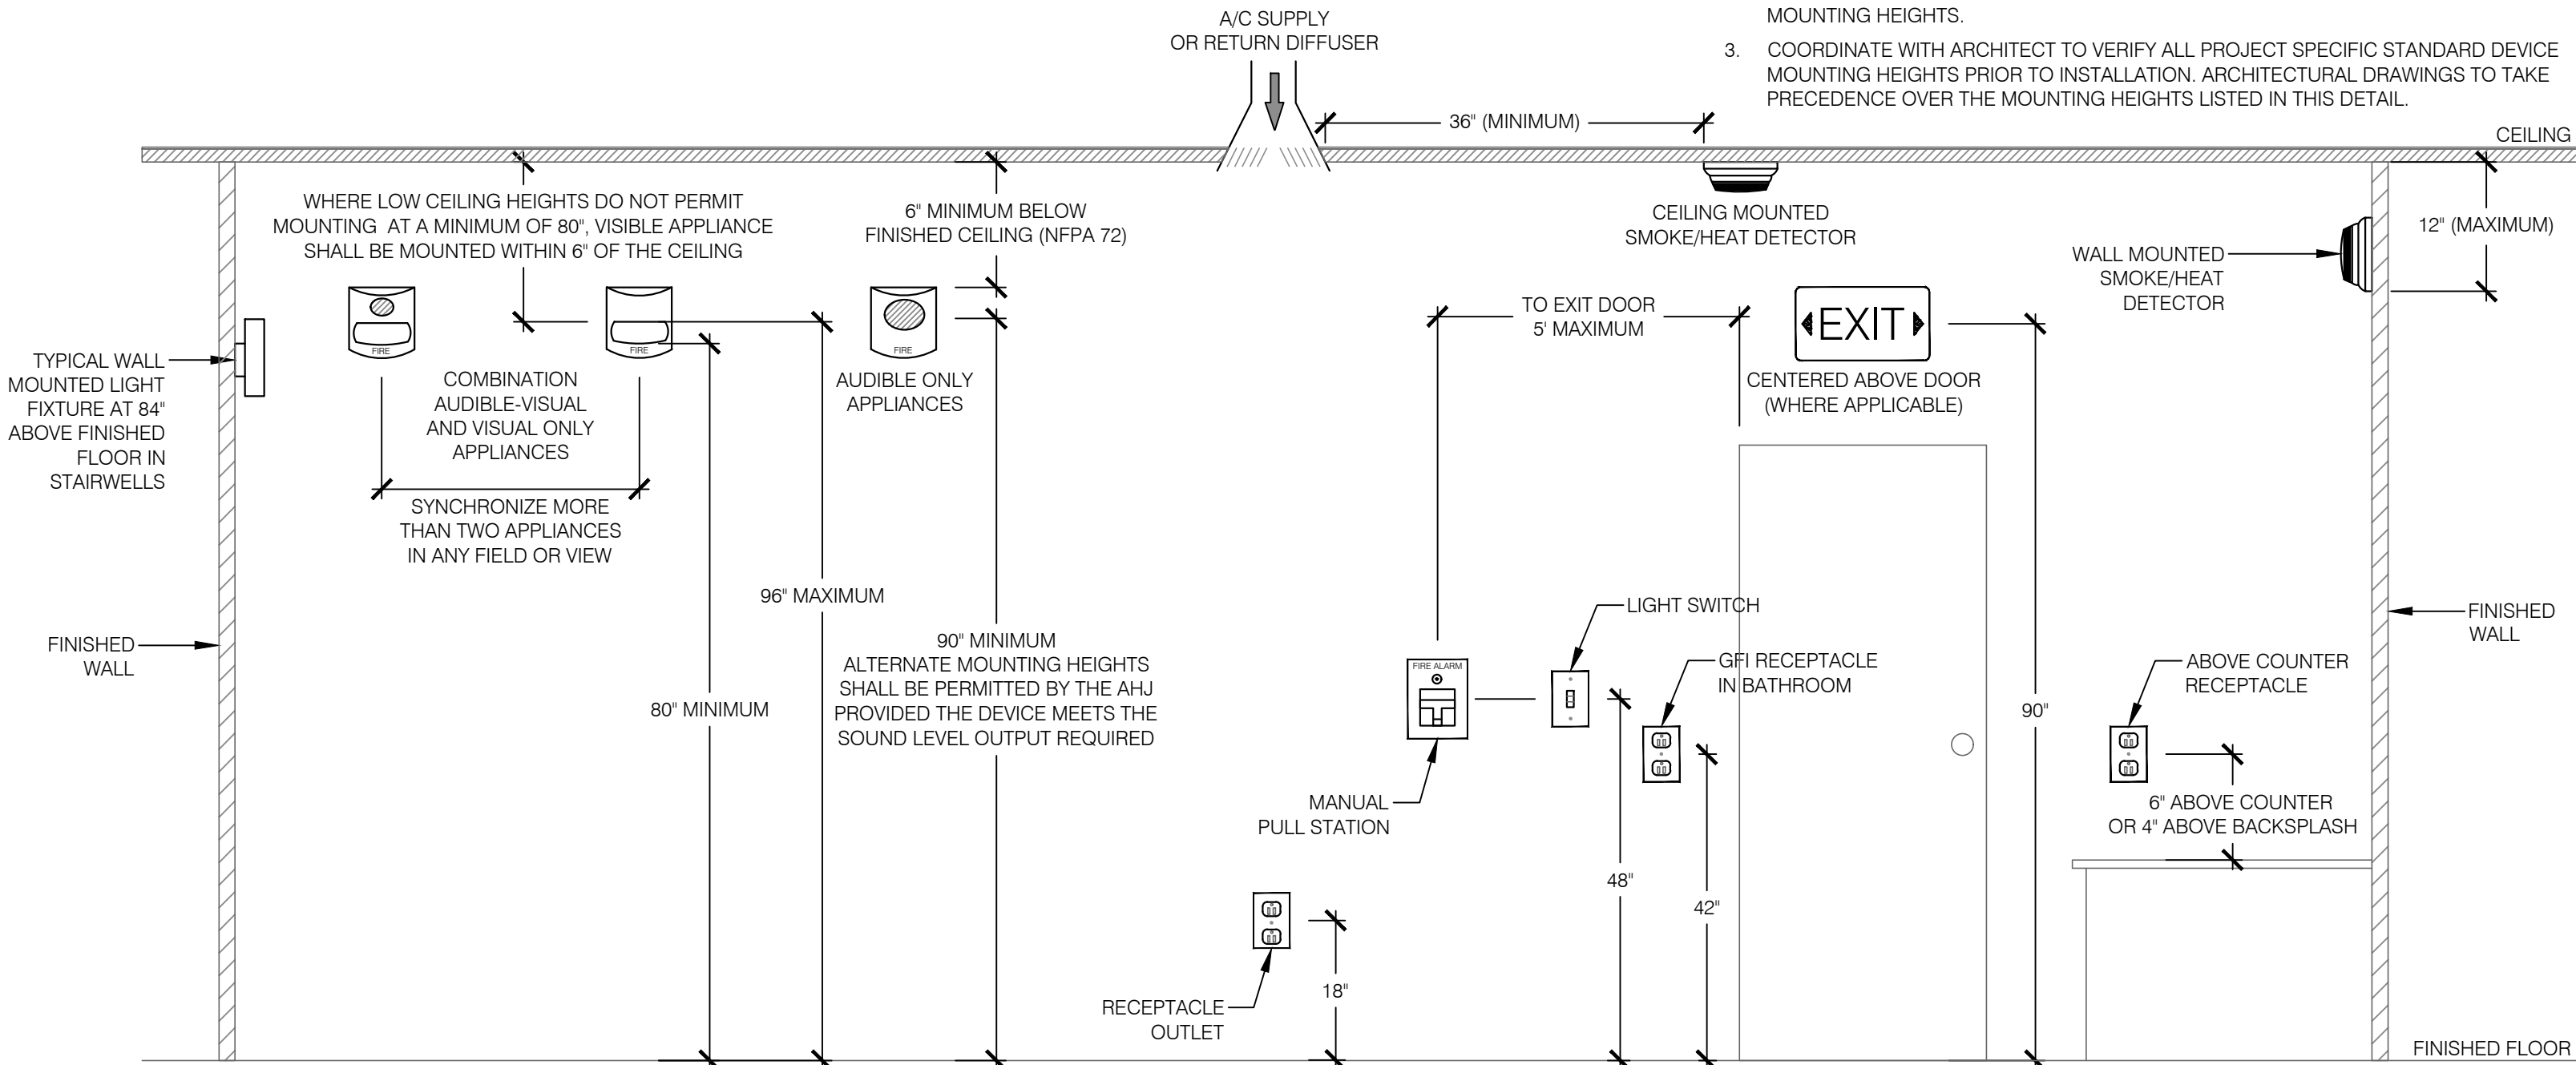 MOUNTING HEIGHTS.
3. COORDINATE WITH ARCHITECT TO VERIFY ALL PROJECT SPECIFIC STANDARD DEVICE
MOUNTING HEIGHTS PRIOR TO INSTALLATION. ARCHITECTURAL DRAWINGS TO TAKE
PRECEDENCE OVER THE MOUNTING HEIGHTS LISTED IN THIS DETAIL.
A/C SUPPLY
OR RETURN DIFFUSER
36" (MINIMUM)
CEILING
WHERE LOW CEILING HEIGHTS DO NOT PERMIT
MOUNTING AT A MINIMUM OF 80", VISIBLE APPLIANCE
SHALL BE MOUNTED WITHIN 6" OF THE CEILING
6" MINIMUM BELOW
FINISHED CEILING (NFPA 72)
CEILING MOUNTED
SMOKE/HEAT DETECTOR
12" (MAXIMUM)
WALL MOUNTED
SMOKE/HEAT
DETECTOR
TO EXIT DOOR
5' MAXIMUM
EXIT
FIRE
FIRE
FIRE
TYPICAL WALL
MOUNTED LIGHT
FIXTURE AT 84"
ABOVE FINISHED
FLOOR IN
STAIRWELLS
COMBINATION
AUDIBLE-VISUAL
AND VISUAL ONLY
APPLIANCES
AUDIBLE ONLY
APPLIANCES
CENTERED ABOVE DOOR
(WHERE APPLICABLE)
SYNCHRONIZE MORE
THAN TWO APPLIANCES
IN ANY FIELD OR VIEW
96" MAXIMUM
LIGHT SWITCH
FINISHED
WALL
FINISHED
WALL
90" MINIMUM
ALTERNATE MOUNTING HEIGHTS
SHALL BE PERMITTED BY THE AHJ
PROVIDED THE DEVICE MEETS THE
SOUND LEVEL OUTPUT REQUIRED
FIRE ALARM
GFI RECEPTACLE
IN BATHROOM
ABOVE COUNTER
RECEPTACLE
80" MINIMUM
90"
MANUAL
PULL STATION
6" ABOVE COUNTER
OR 4" ABOVE BACKSPLASH
48"
42"
18"
RECEPTACLE
OUTLET
FINISHED FLOOR